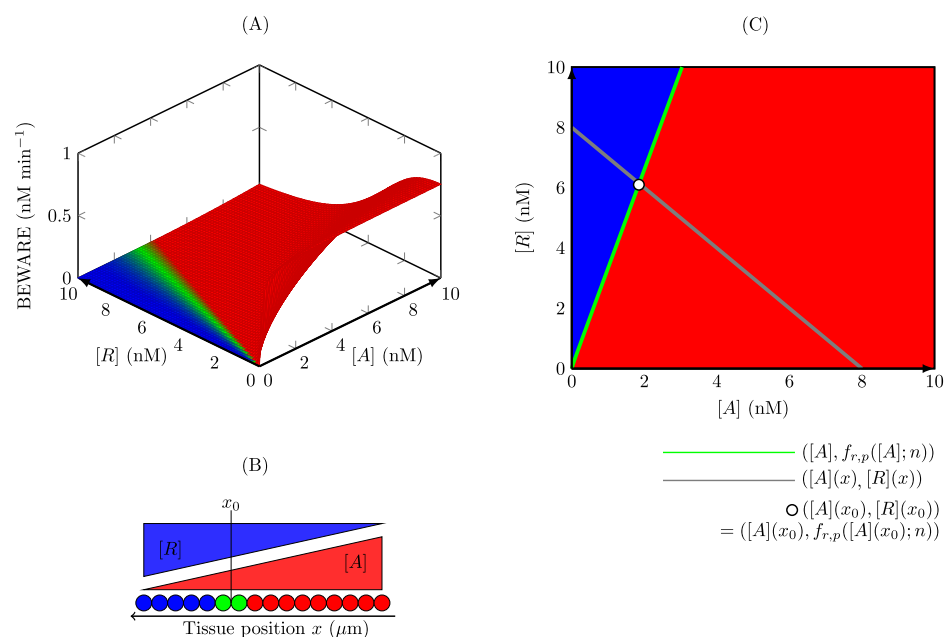 (A)
BEWARE (nM min⁻¹)
1
0.5
0
10
8
6
4
2
0
[R] (nM)
0
2
4
6
8
10
[A] (nM)
(B)
x₀
[R]
[A]
Tissue position x (μm)
(C)
10
8
6
4
2
0
[R] (nM)
0
2
4
6
8
10
[A] (nM)
([A], f_{r,p}([A]; n))
([A](x), [R](x))
([A](x₀), [R](x₀))
= ([A](x₀), f_{r,p}([A](x₀); n))